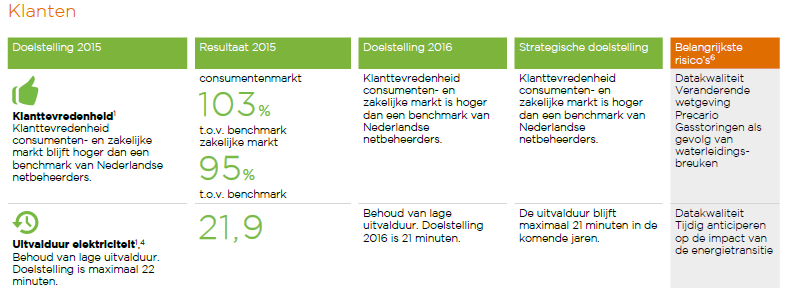 Klanten
Doelstelling 2015
Resultaat 2015
Doelstelling 2016
Strategische doelstelling
Belangrijkste
risico's⁶
Klanttevredenheid¹
Klanttevredenheid
consumenten- en zakelijke
markt blijft hoger dan een
benchmark van Nederlandse
netbeheerders.
consumentenmarkt
103%
t.o.v. benchmark
zakelijke markt
95%
t.o.v. benchmark
Klanttevredenheid
consumenten- en
zakelijke markt is hoger
dan een benchmark van
Nederlandse
netbeheerders.
Klanttevredenheid
consumenten- en
zakelijke markt is hoger
dan een benchmark van
Nederlandse
netbeheerders.
Datakwaliteit
Veranderende
wetgeving
Precario
Gasstoringen als
gevolg van
waterleidings-
breuken
Uitvalduur elektriciteit¹,⁴
Behoud van lage uitvalduur.
Doelstelling is maximaal 22
minuten.
21,9
Behoud van lage
uitvalduur. Doelstelling
2016 is 21 minuten.
De uitvalduur blijft
maximaal 21 minuten in de
komende jaren.
Datakwaliteit
Tijdig anticiperen
op de impact van
de energietransitie